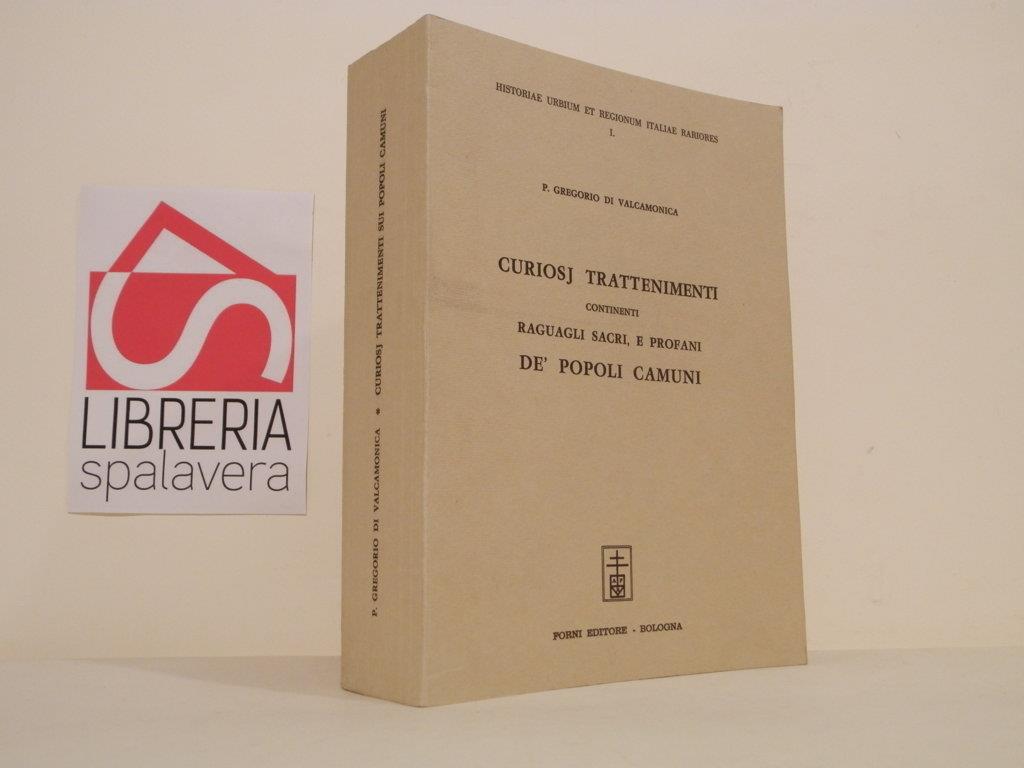 LIBRERIA
spalavera
P. GREGORIO DI VALCAMONICA * CURIOSJ TRATTENIMENTI SUI POPOLI CAMUNI
HISTORIAE URBIUM ET REGIONUM ITALIAE RARIORES
I.
P. GREGORIO DI VALCAMONICA
CURIOSJ TRATTENIMENTI
CONTINENTI
RAGUAGLI SACRI, E PROFANI
DE' POPOLI CAMUNI
FORNI EDITORE - BOLOGNA